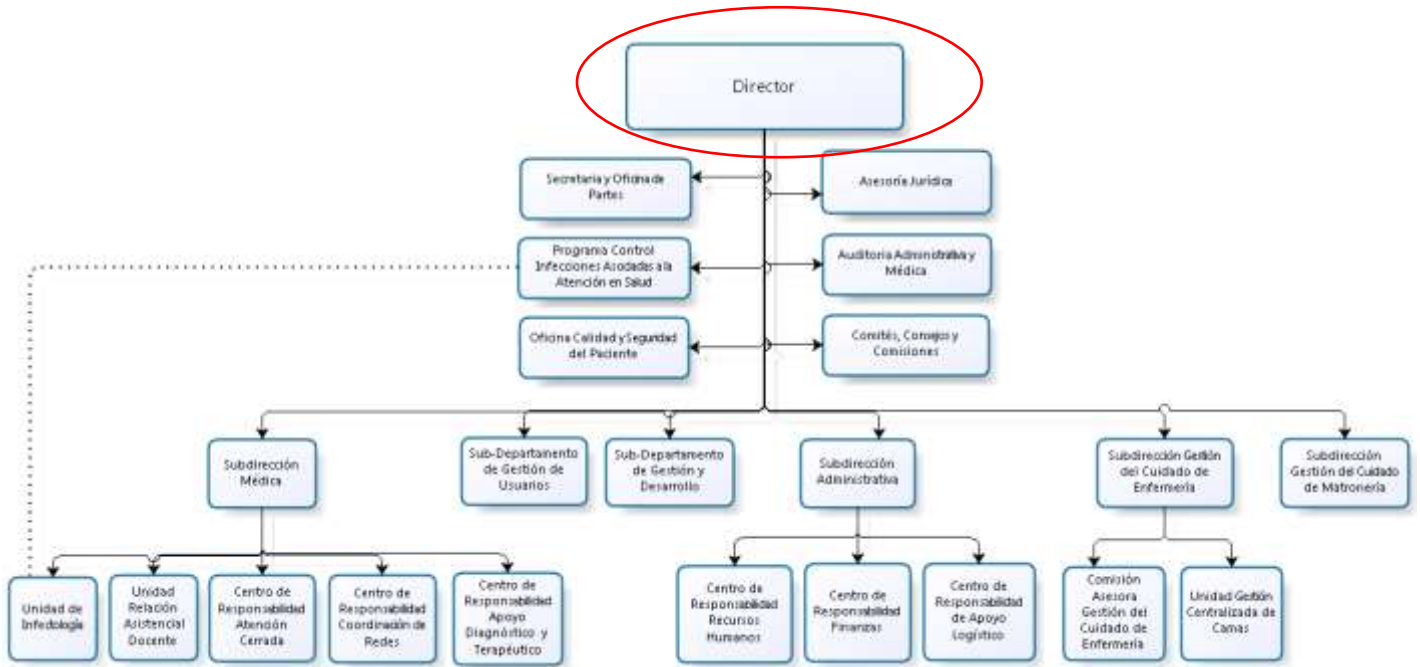 Director
Secretaria y Oficina de
Partes
Asesoría Jurídica
Programa Control
Infecciones Asociadas a la
Atención en Salud
Auditoria Administrativa y
Médica
Oficina Calidad y Seguridad
del Paciente
Comités, Consejos y
Comisiones
Subdirección
Médica
Sub-Departamento
de Gestión de
Usuarios
Sub-Departamento
de Gestión y
Desarrollo
Subdirección
Administrativa
Subdirección Gestión
del Cuidado de
Enfermería
Subdirección
Gestión del Cuidado
de Matronería
Unidad de
Infectología
Unidad
Relación
Asistencial
Docente
Centro de
Responsabilidad
Atención
Cerrada
Centro de
Responsabilidad
Coordinación de
Redes
Centro de
Responsabilidad
Apoyo
Diagnóstico y
Terapéutico
Centro de
Responsabilidad
Recursos
Humanos
Centro de
Responsabilidad
Finanzas
Centro de
Responsabilidad
de Apoyo
Logístico
Comisión
Asesora
Gestión del
Cuidado de
Enfermería
Unidad Gestión
Centralizada de
Camas